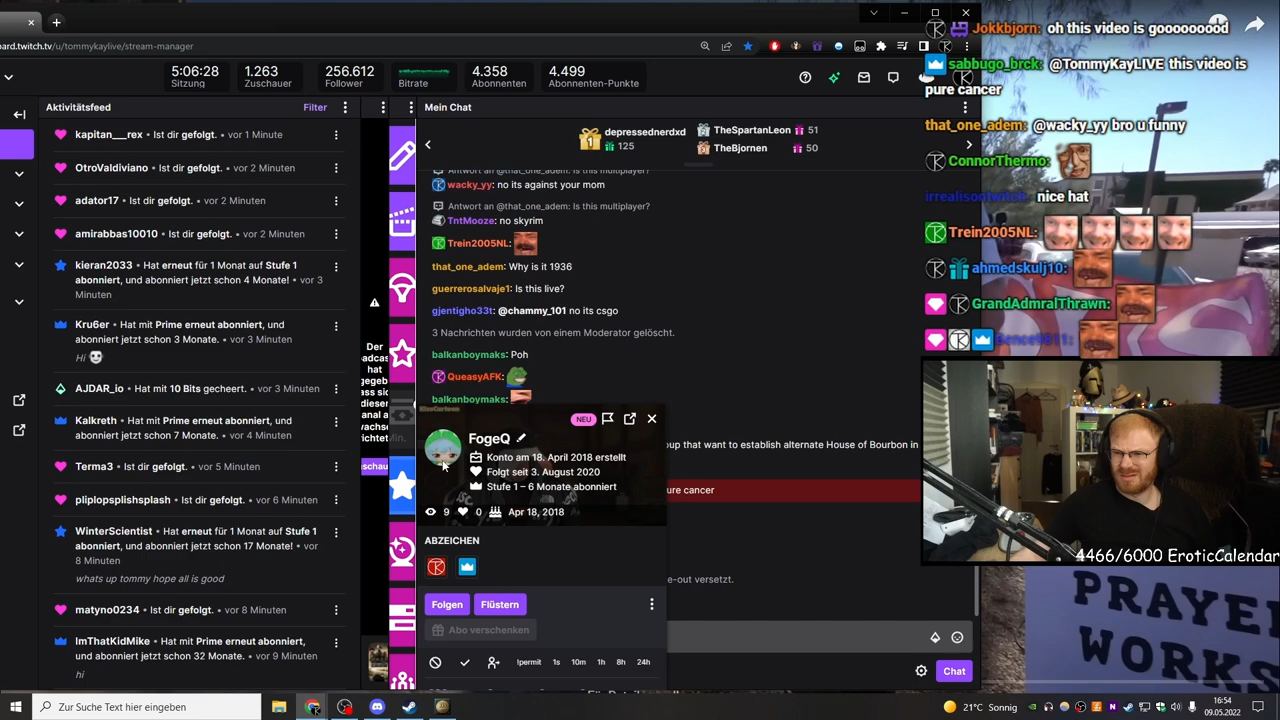 ard.twitch.tv/u/tommykaylive/stream-manager
5:06:28
Sitzung
1.263
Zuschauer
256.612
Follower
Bitrate
4.358
Abonnenten
4.499
Abonnenten-Punkte
Aktivitätsfeed
Filter
kapitan___rex • Ist dir gefolgt. • vor 1 Minute
OtroValdiviano • Ist dir gefolgt. • vor 2 Minuten
adator17 • Ist dir gefolgt. • vor 2 Minuten
amirabbas10010 • Ist dir gefolgt. • vor 2
kieran2033 • Hat erneut für 1 Monat auf Stufe 1
abonniert, und abonniert jetzt schon 4 Monate! • vor 3
Minuten
Kru6er • Hat mit Prime erneut abonniert, und
abonniert jetzt schon 3 Monate. • vor 3 Minuten
Hi
AJDAR_io • Hat mit 10 Bits gecheert. • vor 3 Minuten
Kalkreth • Hat mit Prime erneut abonniert, und
abonniert jetzt schon 7 Monate. • vor 4 Minuten
Terma3 • Ist dir gefolgt. • vor 5 Minuten
pliplopsplishsplash • Ist dir gefolgt. • vor 6 Minuten
WinterScientist • Hat erneut für 1 Monat auf Stufe 1
abonniert, und abonniert jetzt schon 17 Monate! • vor
8 Minuten
whats up tommy hope all is good
matyno0234 • Ist dir gefolgt. • vor 8 Minuten
ImThatKidMike • Hat mit Prime erneut abonniert,
und abonniert jetzt schon 32 Monate. • vor 9 Minuten
hi
Der
Mein Chat
1
depressednerdxd
125
TheSpartanLeon 51
TheBjornen 50
Antwort an @that_one_adem: Is this multiplayer?
wacky_yy: no its against your mom
Antwort an @that_one_adem: Is this multiplayer?
TntMooze: no skyrim
Trein2005NL:
that_one_adem: Why is it 1936
guerrerosalvaje1: Is this live?
gjentigho33t: @chammy_101 no its csgo
3 Nachrichten wurden von einem Moderator gelöscht.
balkanboymaks: Poh
QueasyAFK:
balkanboymaks:
oup that want to establish alternate House of Bourbon in
ure cancer
e-out versetzt.
NEU
FogeQ
Konto am 18. April 2018 erstellt
Folgt seit 3. August 2020
Stufe 1 – 6 Monate abonniert
9 0 Apr 18, 2018
ABZEICHEN
Folgen
Flüstern
Abo verschenken
!permit 1s 10m 1h 8h 24h
Chat
Jokkbjorn: oh this video is gooooooood
sabbugo_brck: @TommyKayLIVE this video is
pure cancer
that_one_adem: @wacky_yy bro u funny
ConnorThermo:
irrealisontwatch: nice hat
Trein2005NL:
ahmedskulj10:
GrandAdmralThrawn:
4466/6000 EroticCalendar
PRAYE
WORKS
Zur Suche Text hier eingeben
21°C Sonnig
16:54
09.05.2022